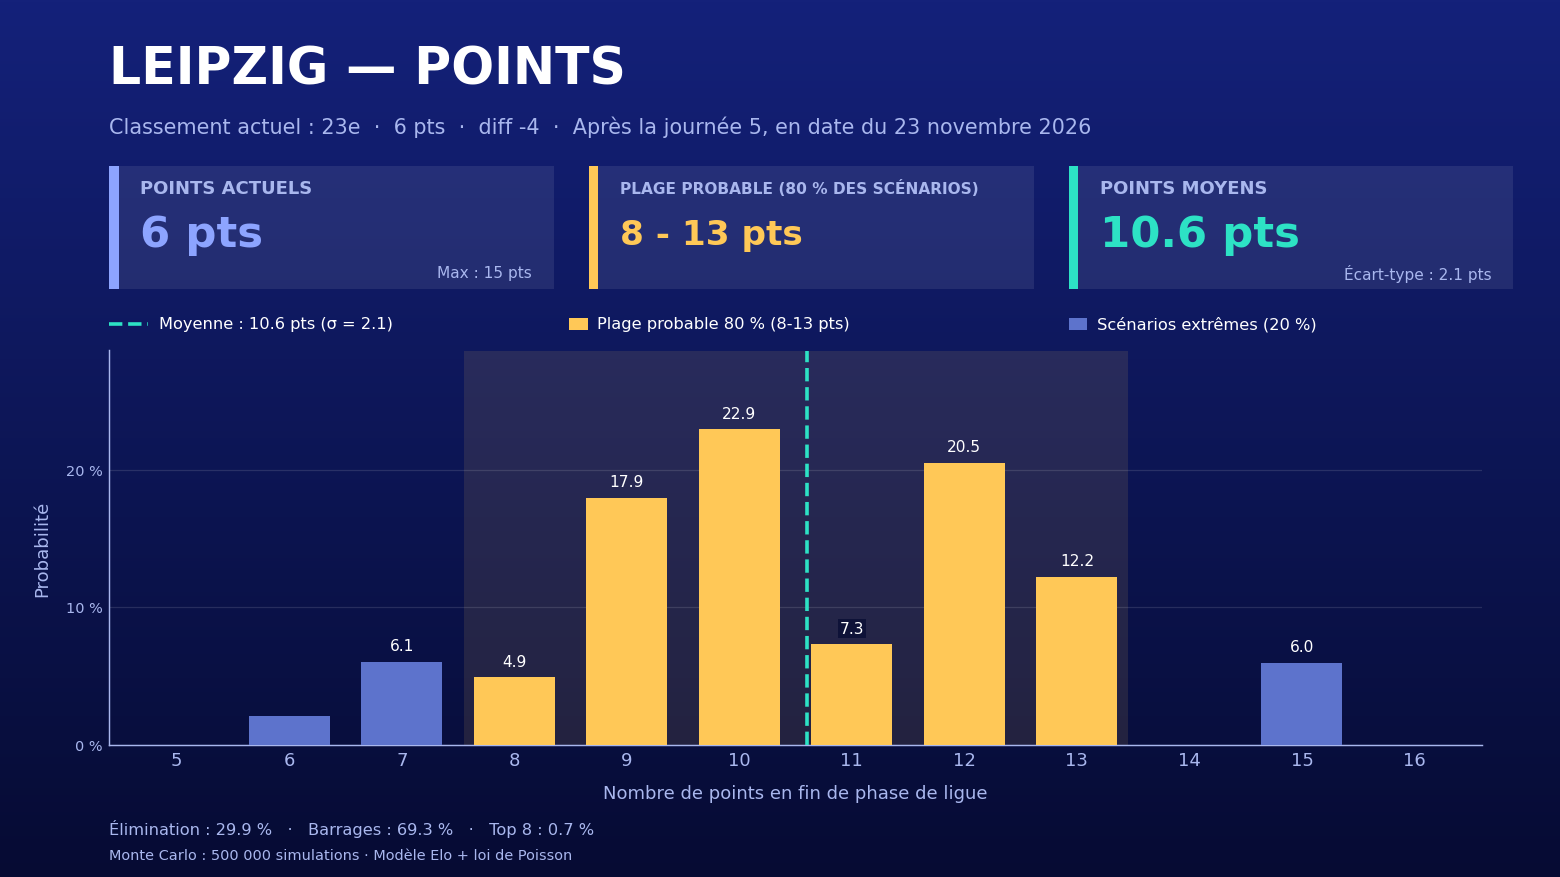 LEIPZIG — POINTS
Classement actuel : 23e · 6 pts · diff -4 · Après la journée 5, en date du 23 novembre 2026
POINTS ACTUELS
6 pts
Max : 15 pts
PLAGE PROBABLE (80 % DES SCÉNARIOS)
8 - 13 pts
POINTS MOYENS
10.6 pts
Écart-type : 2.1 pts
Moyenne : 10.6 pts (σ = 2.1)
Plage probable 80 % (8-13 pts)
Scénarios extrêmes (20 %)
Probabilité
20 %
10 %
0 %
6.1
4.9
17.9
22.9
7.3
20.5
12.2
6.0
5 6 7 8 9 10 11 12 13 14 15 16
Nombre de points en fin de phase de ligue
Élimination : 29.9 % · Barrages : 69.3 % · Top 8 : 0.7 %
Monte Carlo : 500 000 simulations · Modèle Elo + loi de Poisson